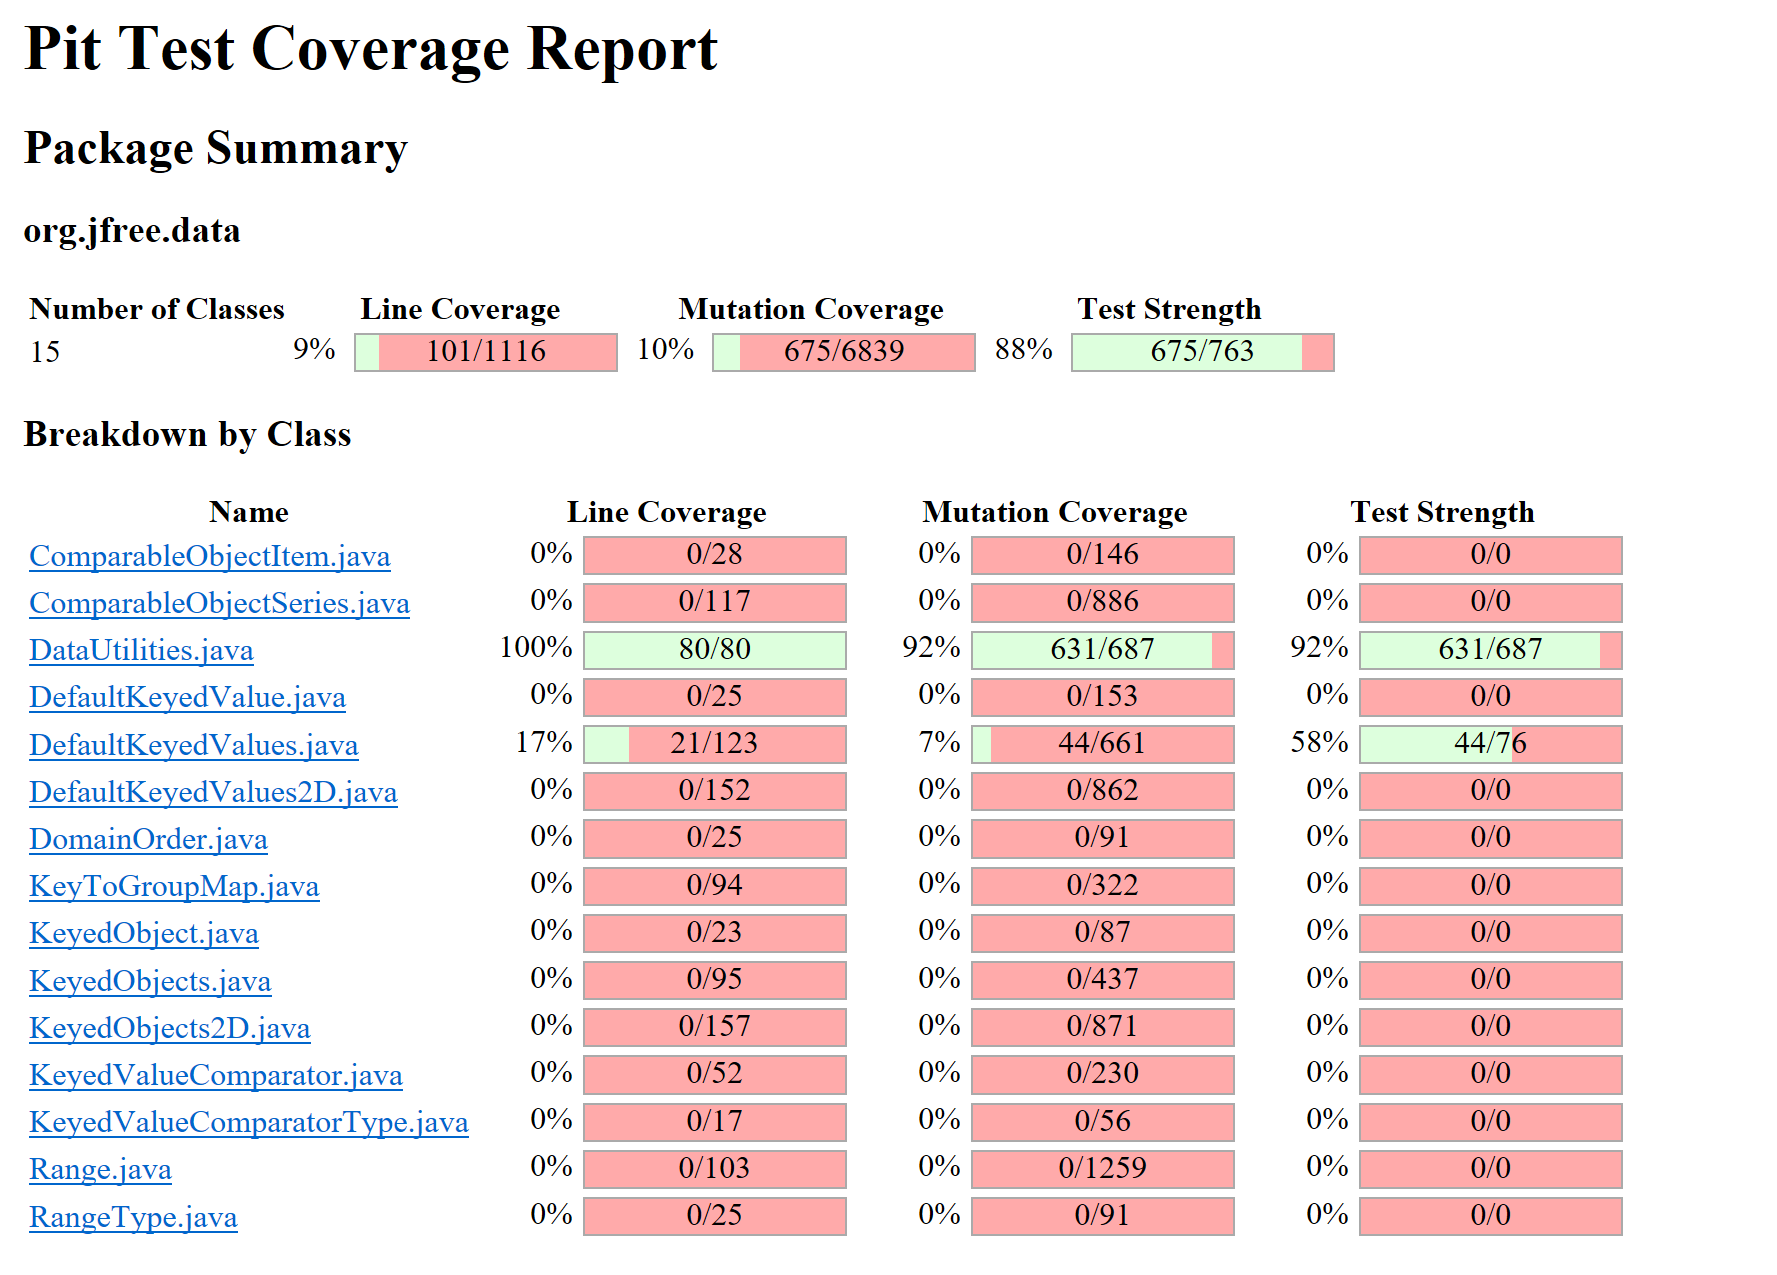 Pit Test Coverage Report
Package Summary
org.jfree.data
Number of Classes Line Coverage Mutation Coverage Test Strength
15 9% 101/1116 10% 675/6839 88% 675/763
Breakdown by Class
Name Line Coverage Mutation Coverage Test Strength
ComparableObjectItem.java 0% 0/28 0% 0/146 0% 0/0
ComparableObjectSeries.java 0% 0/117 0% 0/886 0% 0/0
DataUtilities.java 100% 80/80 92% 631/687 92% 631/687
DefaultKeyedValue.java 0% 0/25 0% 0/153 0% 0/0
DefaultKeyedValues.java 17% 21/123 7% 44/661 58% 44/76
DefaultKeyedValues2D.java 0% 0/152 0% 0/862 0% 0/0
DomainOrder.java 0% 0/25 0% 0/91 0% 0/0
KeyToGroupMap.java 0% 0/94 0% 0/322 0% 0/0
KeyedObject.java 0% 0/23 0% 0/87 0% 0/0
KeyedObjects.java 0% 0/95 0% 0/437 0% 0/0
KeyedObjects2D.java 0% 0/157 0% 0/871 0% 0/0
KeyedValueComparator.java 0% 0/52 0% 0/230 0% 0/0
KeyedValueComparatorType.java 0% 0/17 0% 0/56 0% 0/0
Range.java 0% 0/103 0% 0/1259 0% 0/0
RangeType.java 0% 0/25 0% 0/91 0% 0/0